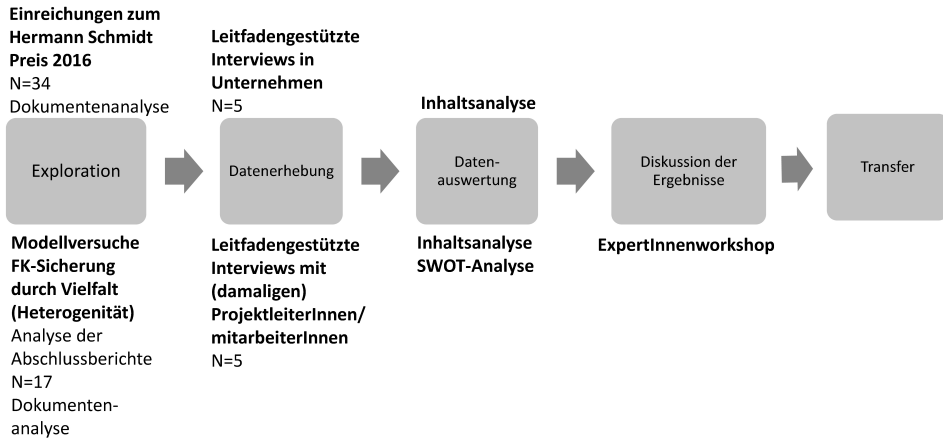 Einreichungen zum
Hermann Schmidt
Preis 2016
N=34
Dokumentenanalyse
Leitfadengestützte
Interviews in
Unternehmen
N=5
Inhaltsanalyse
Exploration
Datenerhebung
Daten-
auswertung
Diskussion der
Ergebnisse
Transfer
Modellversuche
FK-Sicherung
durch Vielfalt
(Heterogenität)
Analyse der
Abschlussberichte
N=17
Dokumenten-
analyse
Leitfadengestützte
Interviews mit
(damaligen)
ProjektleiterInnen/
mitarbeiterInnen
N=5
Inhaltsanalyse
SWOT-Analyse
ExpertInnenworkshop